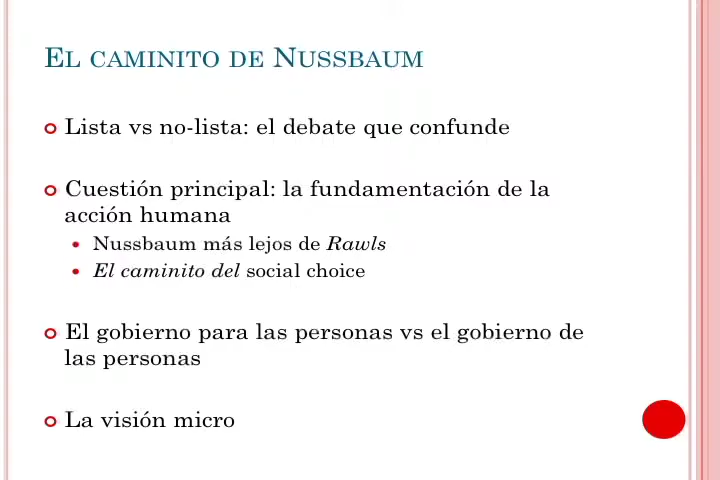 El caminito de Nussbaum
Lista vs no-lista: el debate que confunde
Cuestión principal: la fundamentación de la
acción humana
Nussbaum más lejos de Rawls
El caminito del social choice
El gobierno para las personas vs el gobierno de
las personas
La visión micro